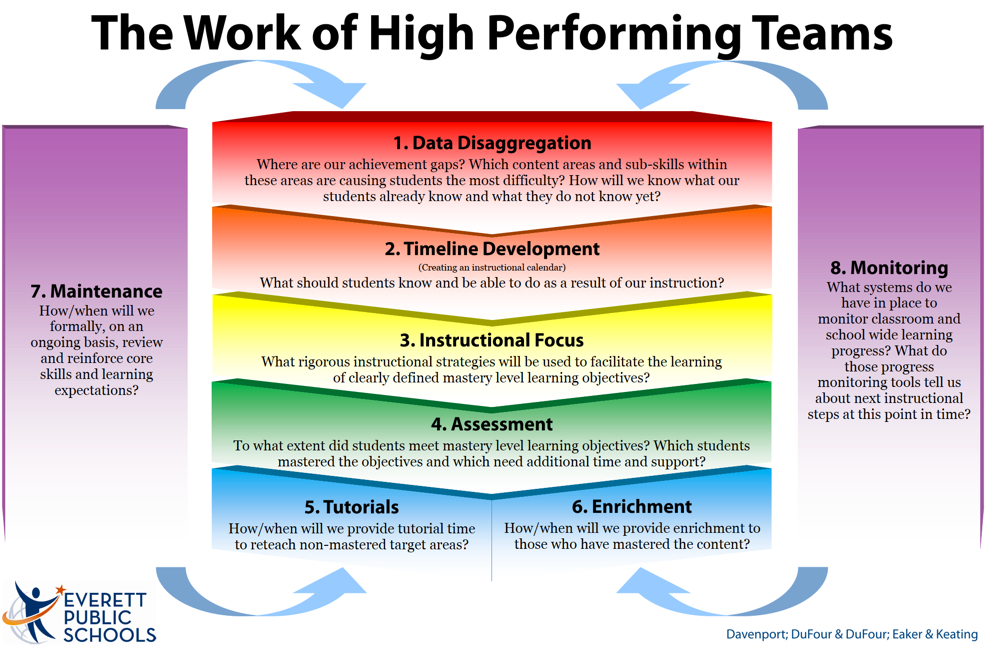 The Work of High Performing Teams
1. Data Disaggregation
Where are our achievement gaps? Which content areas and sub-skills within
these areas are causing students the most difficulty? How will we know what our
students already know and what they do not know yet?
2. Timeline Development
(Creating an instructional calendar)
What should students know and be able to do as a result of our instruction?
3. Instructional Focus
What rigorous instructional strategies will be used to facilitate the learning
of clearly defined mastery level learning objectives?
4. Assessment
To what extent did students meet mastery level learning objectives? Which students
mastered the objectives and which need additional time and support?
5. Tutorials
How/when will we provide tutorial time
to reteach non-mastered target areas?
6. Enrichment
How/when will we provide enrichment to
those who have mastered the content?
7. Maintenance
How/when will we
formally, on an
ongoing basis, review
and reinforce core
skills and learning
expectations?
8. Monitoring
What systems do we
have in place to
monitor classroom and
school wide learning
progress? What do
those progress
monitoring tools tell us
about next instructional
steps at this point in time?
EVERETT
PUBLIC
SCHOOLS
Davenport; DuFour & DuFour; Eaker & Keating